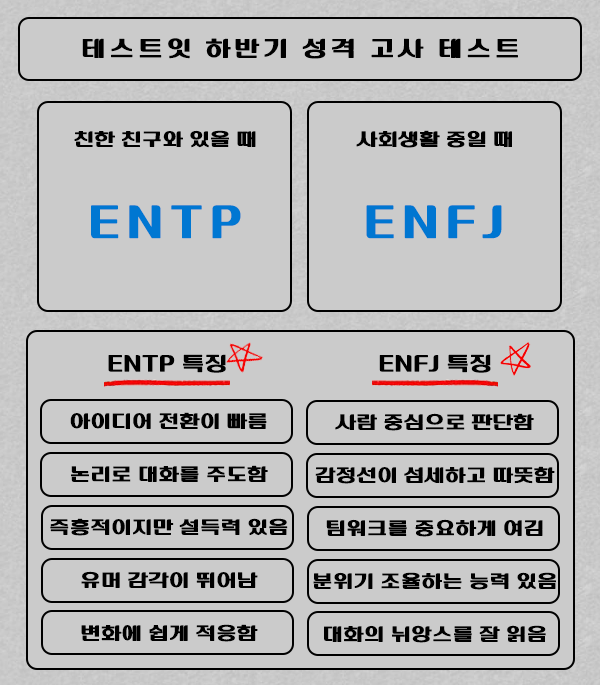 테스트잇 하반기 성격 고사 테스트
친한 친구와 있을 때
ENTP
사회생활 중일 때
ENFJ
ENTP 특징
아이디어 전환이 빠름
논리로 대화를 주도함
즉흥적이지만 설득력 있음
유머 감각이 뛰어남
변화에 쉽게 적응함
ENFJ 특징
사람 중심으로 판단함
감정선이 섬세하고 따뜻함
팀워크를 중요하게 여김
분위기 조율하는 능력 있음
대화의 뉘앙스를 잘 읽음